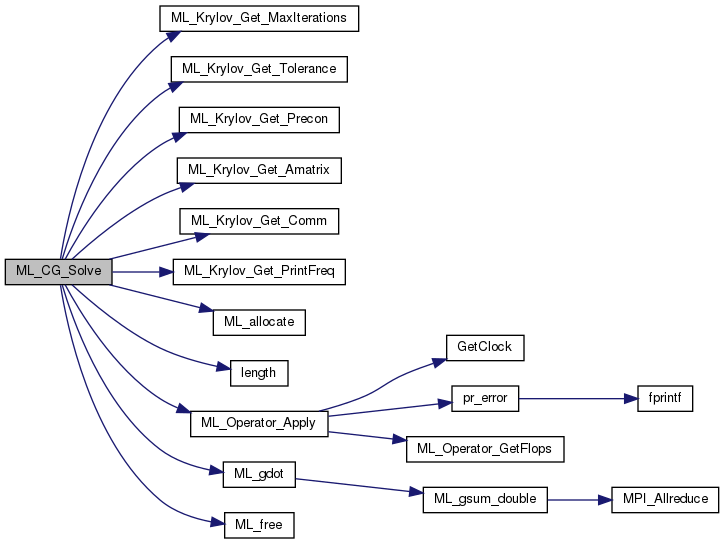 ML_Krylov_Get_MaxIterations
ML_Krylov_Get_Tolerance
ML_Krylov_Get_Precon
ML_Krylov_Get_Amatrix
ML_Krylov_Get_Comm
ML_CG_Solve
ML_Krylov_Get_PrintFreq
ML_allocate
GetClock
length
pr_error
fprintf
ML_Operator_Apply
ML_Operator_GetFlops
ML_gdot
ML_gsum_double
MPI_Allreduce
ML_free